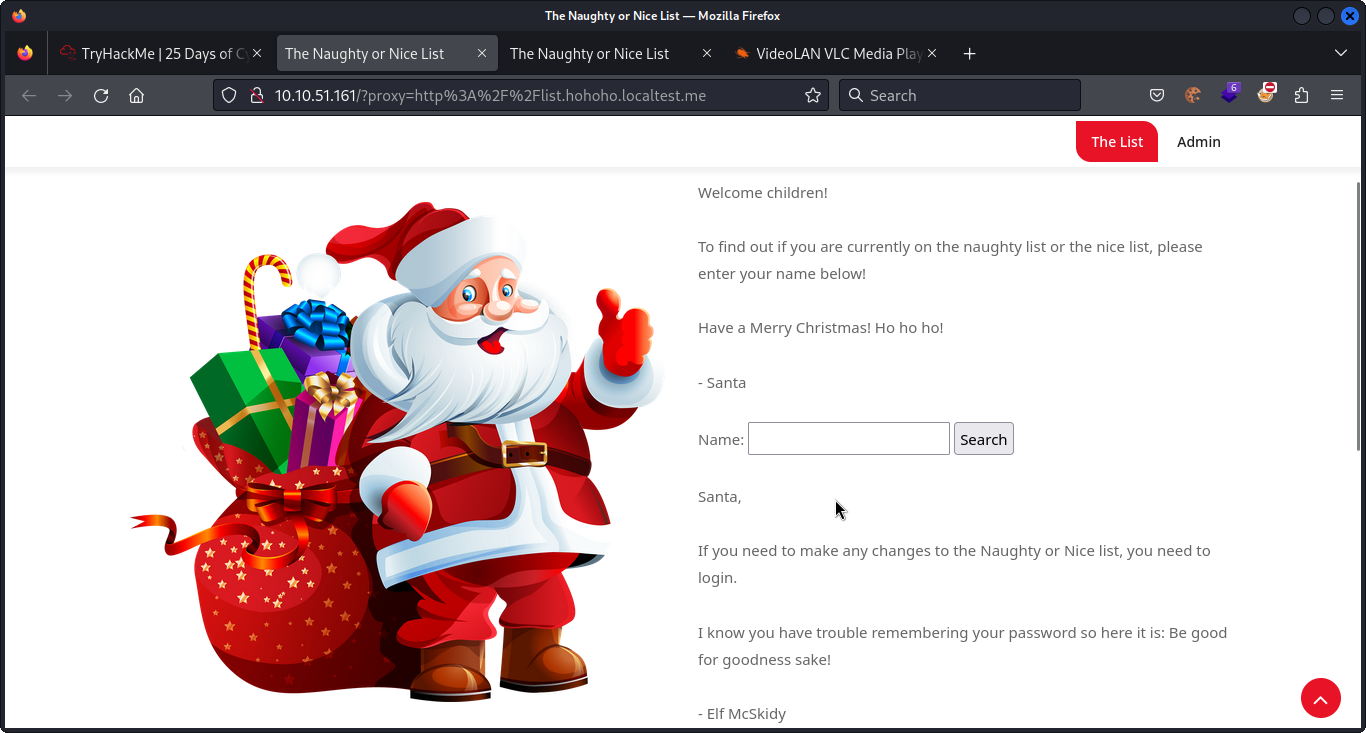 The Naughty or Nice List — Mozilla Firefox
TryHackMe | 25 Days of Cy
The Naughty or Nice List
The Naughty or Nice List
VideoLAN VLC Media Play
10.10.51.161/?proxy=http%3A%2F%2Flist.hohoho.localtest.me
Search
6
The List
Admin
Welcome children!
To find out if you are currently on the naughty list or the nice list, please
enter your name below!
Have a Merry Christmas! Ho ho ho!
- Santa
Name:
Search
Santa,
If you need to make any changes to the Naughty or Nice list, you need to
login.
I know you have trouble remembering your password so here it is: Be good
for goodness sake!
- Elf McSkidy